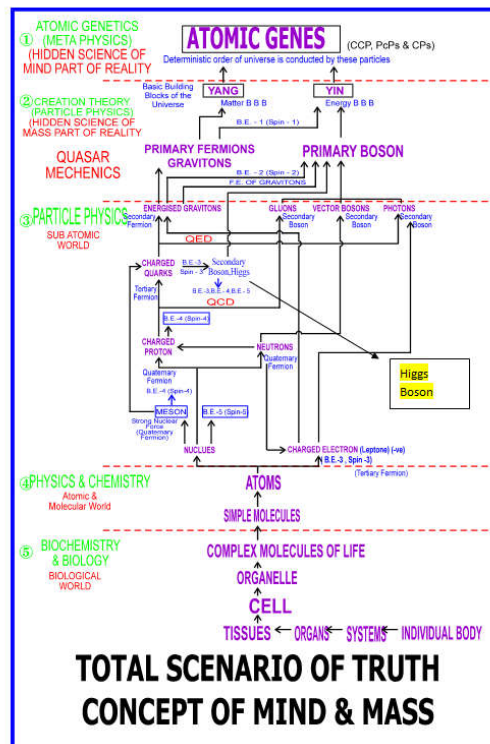 ① ATOMIC GENETICS
(META PHYSICS)
(HIDDEN SCIENCE OF
MIND PART OF REALITY
ATOMIC GENES
(CCP, PcPs & CPs)
Deterministic order of universe is conducted by these particles
Basic Building
Blocks of the
Universe
YANG
Matter B B B
YIN
Energy B B B
② CREATION THEORY
(PARTICLE PHYSICS)
(HIDDEN SCIENCE OF
MASS PART OF REALITY
B.E. - 1 (Spin - 1)
QUASAR
MECHENICS
PRIMARY FERMIONS
GRAVITONS
PRIMARY BOSON
B.E. - 2 (Spin - 2)
F.E. OF GRAVITONS
③ PARTICLE PHYSICS
SUB ATOMIC
WORLD
ENERGISED GRAVITONS
Secondary
Fermion
GLUONS
Secondary
Boson
VECTOR BOSONS
Secondary
Boson
PHOTONS
Secondary
Boson
QED
CHARGED
QUARKS
Tertiary
Fermion
B.E.-3
Spin - 3
Secondary
Boson,Higgs
B.E.-3,B.E.-4,B.E.-5
QCD
B.E.-4 (Spin-4)
CHARGED
PROTON
Quaternary
Fermion
NEUTRONS
Quaternary
Fermion
Higgs
Boson
B.E.-4 (Spin-4)
MESON
Strong Nuclear
Force
(Quaternary
Fermion)
B.E.-5 (Spin-5)
NUCLUES
CHARGED ELECTRON (Leptone) (-ve)
(B.E.-3 , Spin -3)
(Tertiary Fermion)
④ PHYSICS & CHEMISTRY
Atomic &
Molecular World
ATOMS
SIMPLE MOLECULES
⑤ BIOCHEMISTRY
& BIOLOGY
BIOLOGICAL
WORLD
COMPLEX MOLECULES OF LIFE
ORGANELLE
CELL
TISSUES
ORGANS
SYSTEMS
INDIVIDUAL BODY
TOTAL SCENARIO OF TRUTH
CONCEPT OF MIND & MASS